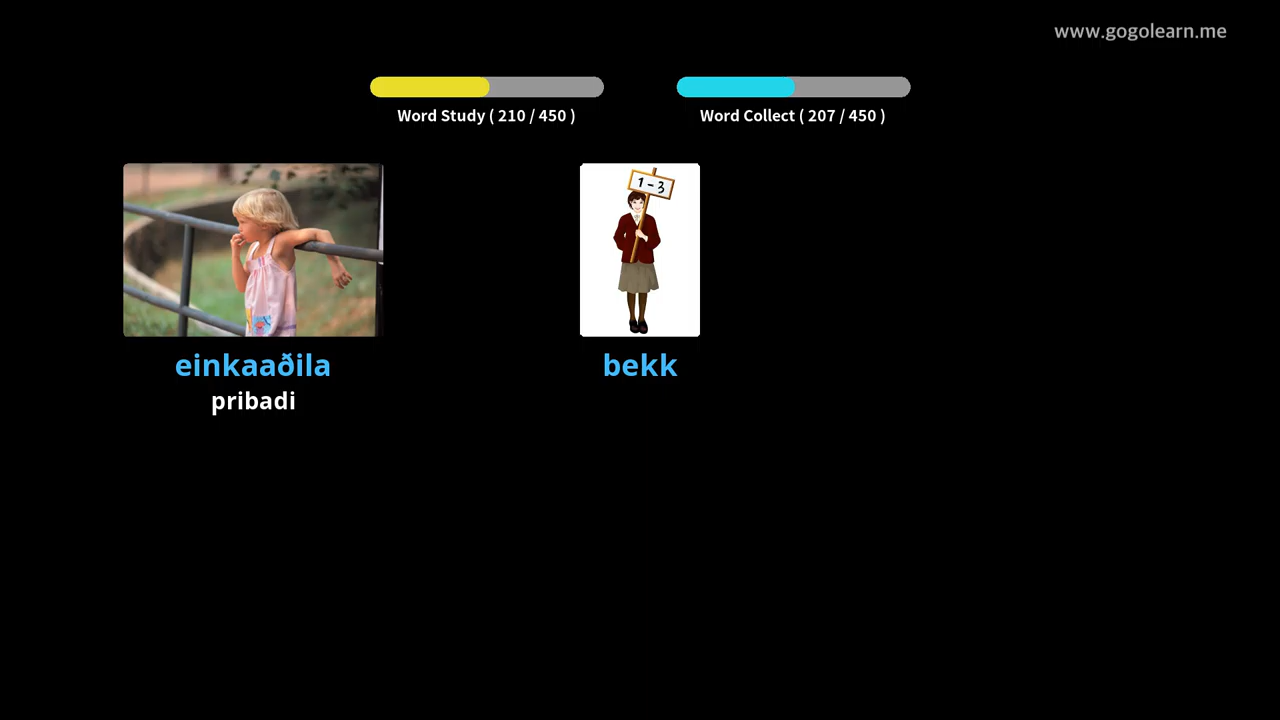 www.gogolearn.me
Word Study ( 210 / 450 )
Word Collect ( 207 / 450 )
1 - 3
einkaaðila
bekk
pribadi